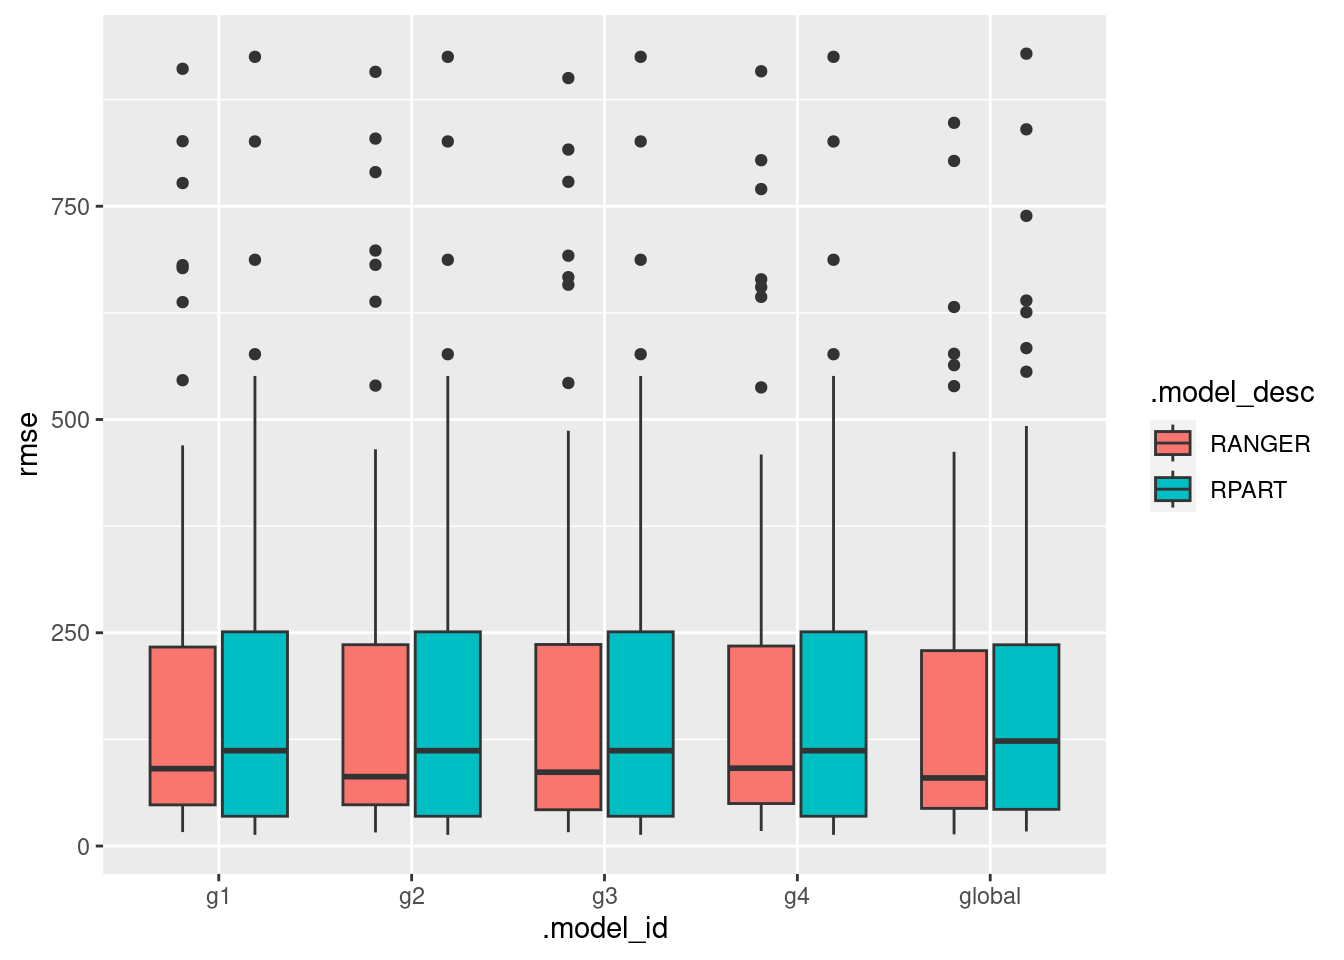 750
500
250
0
rmse
g1 g2 g3 g4 global
.model_id
.model_desc
RANGER
RPART